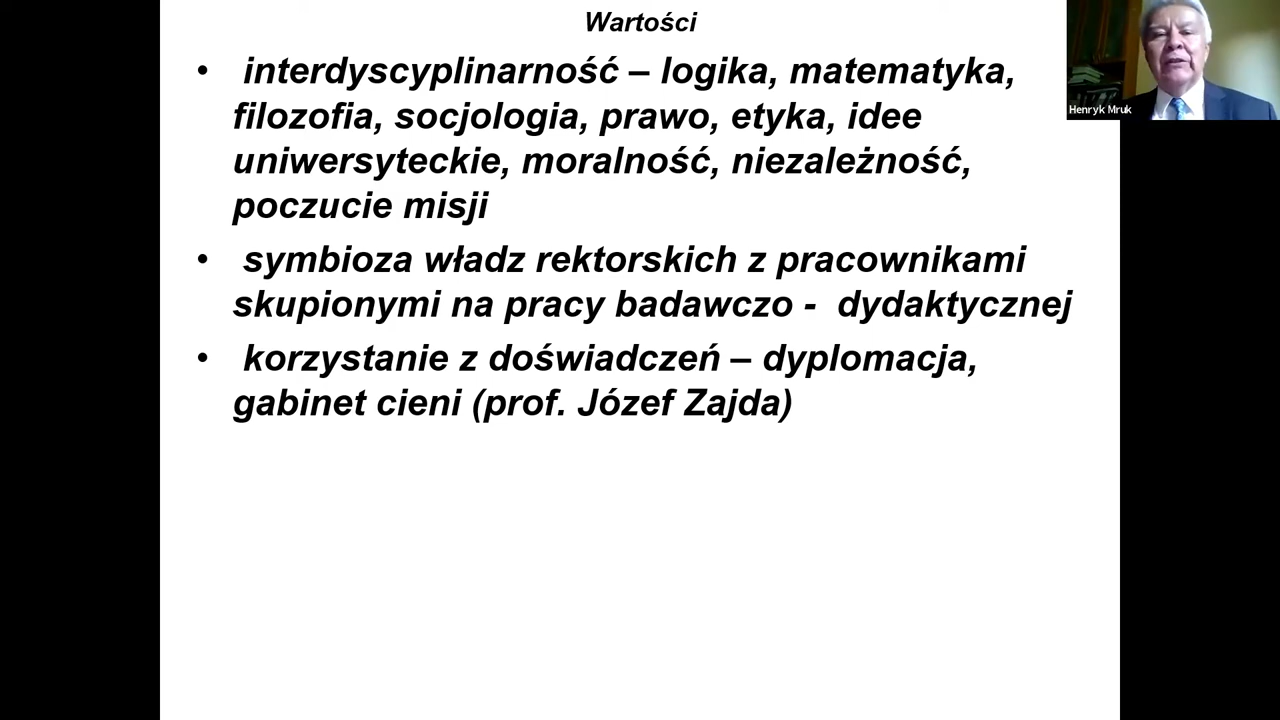 Wartości
• interdyscyplinarność – logika, matematyka,
filozofia, socjologia, prawo, etyka, idee
uniwersyteckie, moralność, niezależność,
poczucie misji
• symbioza władz rektorskich z pracownikami
skupionymi na pracy badawczo - dydaktycznej
• korzystanie z doświadczeń – dyplomacja,
gabinet cieni (prof. Józef Zajda)
Henryk Mruk